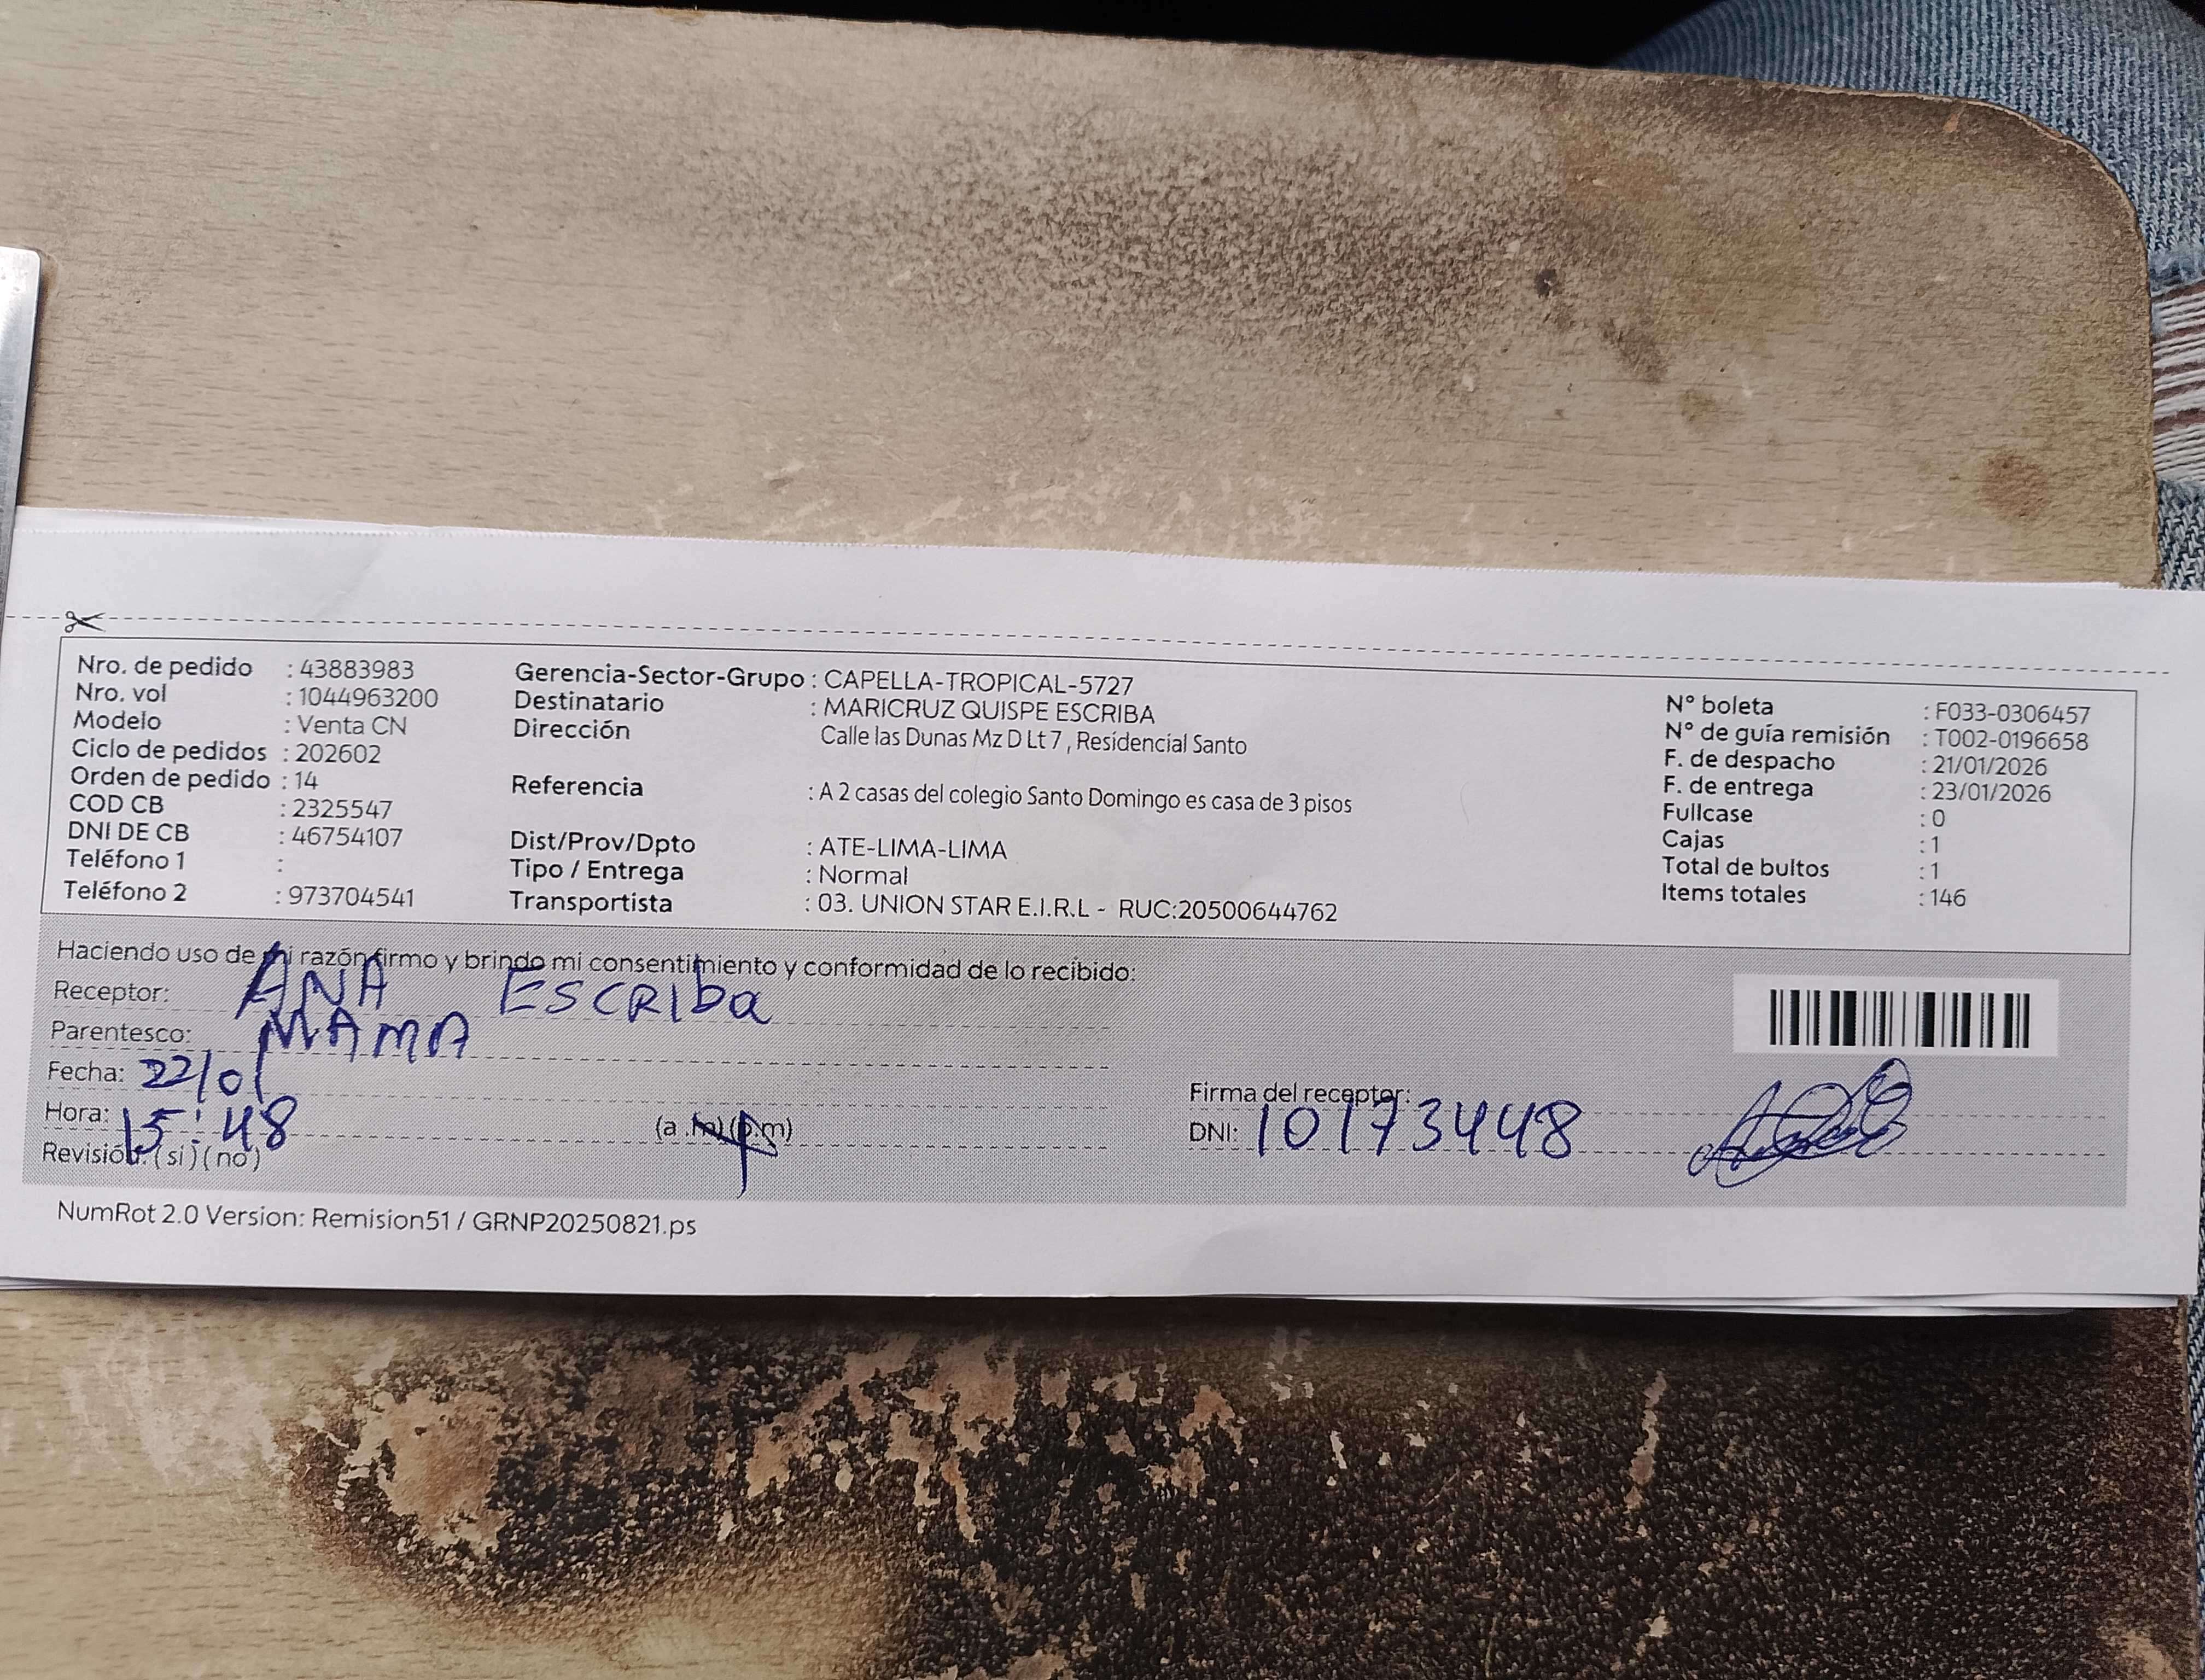 Nro. de pedido : 43883983
Nro. vol : 1044963200
Modelo : Venta CN
Ciclo de pedidos : 202602
Orden de pedido : 14
COD CB : 2325547
DNI DE CB : 46754107
Teléfono 1 :
Teléfono 2 : 973704541
Gerencia-Sector-Grupo : CAPELLA-TROPICAL-5727
Destinatario : MARICRUZ QUISPE ESCRIBA
Dirección Calle las Dunas Mz D Lt 7 , Residencial Santo
Referencia : A 2 casas del colegio Santo Domingo es casa de 3 pisos
Dist/Prov/Dpto : ATE-LIMA-LIMA
Tipo / Entrega : Normal
Transportista : 03. UNION STAR E.I.R.L - RUC:20500644762
N° boleta : F033-0306457
N° de guía remisión : T002-0196658
F. de despacho : 21/01/2026
F. de entrega : 23/01/2026
Fullcase : 0
Cajas : 1
Total de bultos : 1
Items totales : 146
Haciendo uso de mi razón firmo y brindo mi consentimiento y conformidad de lo recibido:
Receptor: ANA ESCRIba
Parentesco: MAMA
Fecha: 22/01
Hora: 15:48 (a .m) (p.m)
Revisión: ( si ) ( no )
Firma del receptor:
DNI: 10173448
NumRot 2.0 Version: Remision51 / GRNP20250821.ps